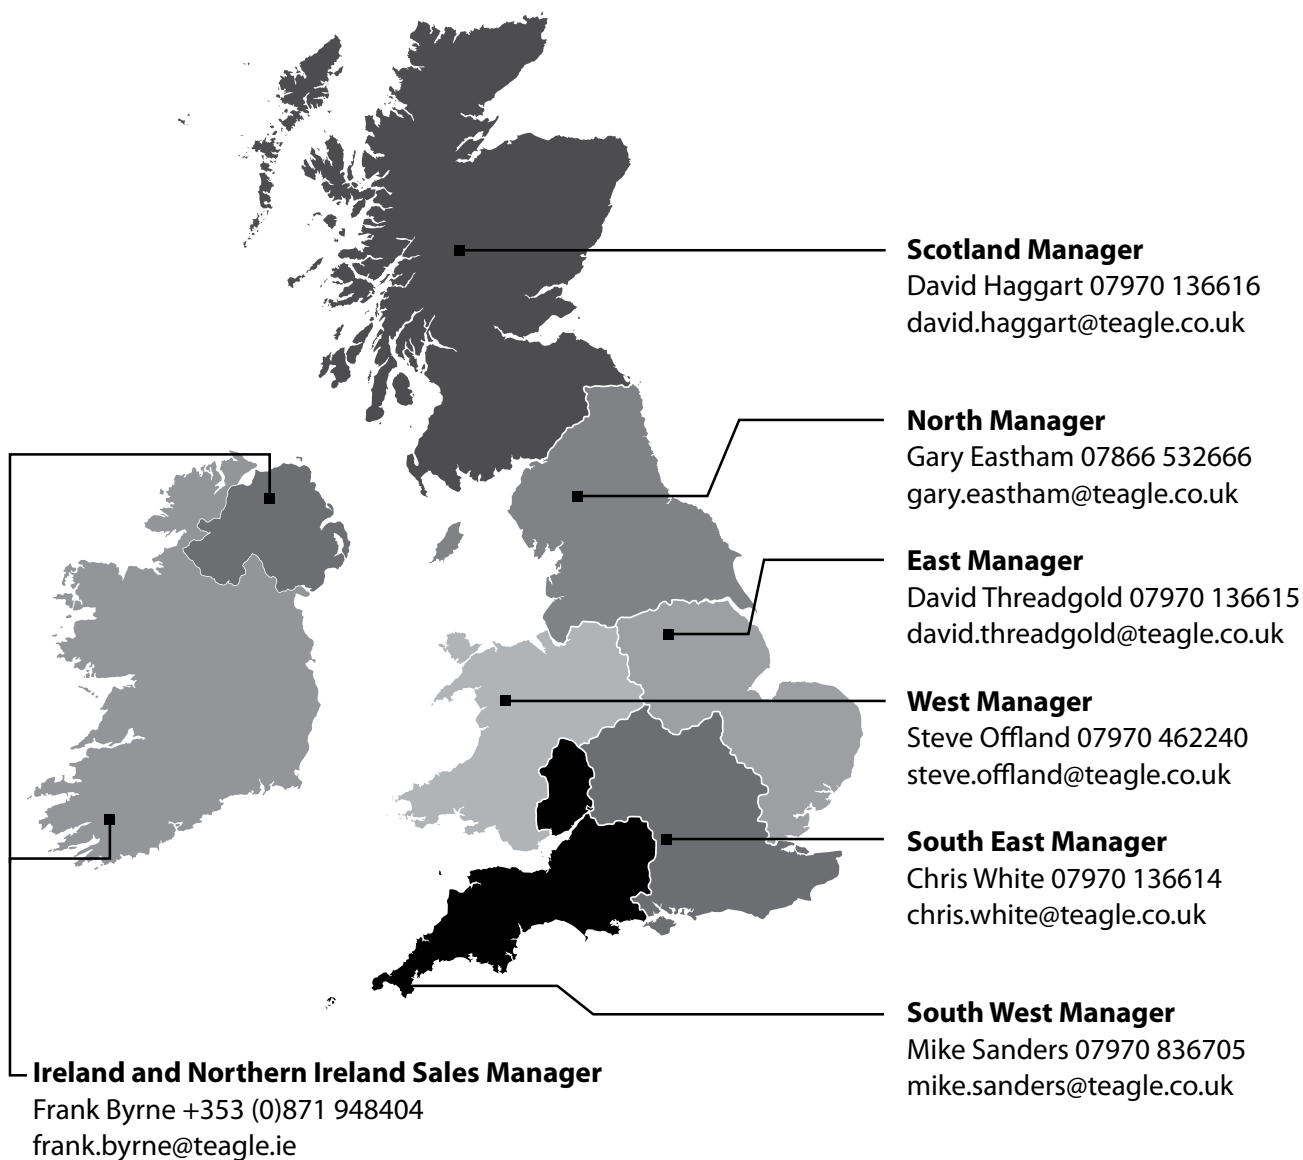 Scotland Manager
David Haggart 07970 136616
david.haggart@teagle.co.uk
North Manager
Gary Eastham 07866 532666
gary.eastham@teagle.co.uk
East Manager
David Threadgold 07970 136615
david.threadgold@teagle.co.uk
West Manager
Steve Offland 07970 462240
steve.offland@teagle.co.uk
South East Manager
Chris White 07970 136614
chris.white@teagle.co.uk
South West Manager
Mike Sanders 07970 836705
mike.sanders@teagle.co.uk
Ireland and Northern Ireland Sales Manager
Frank Byrne +353 (0)871 948404
frank.byrne@teagle.ie